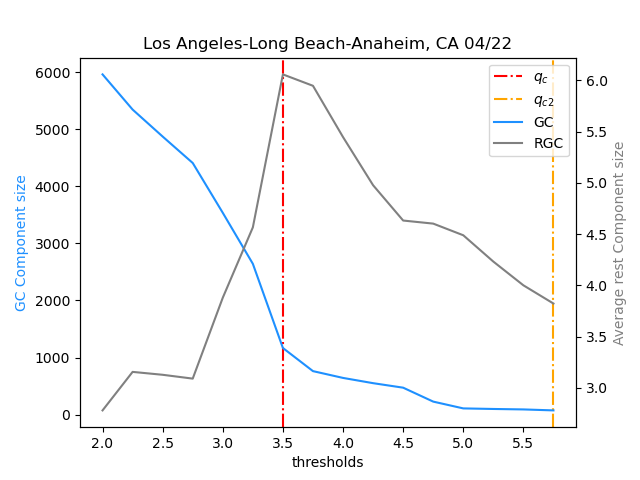 Los Angeles-Long Beach-Anaheim, CA 04/22
GC Component size
6000
5000
4000
3000
2000
1000
0
q_c
q_c2
GC
RGC
6.0
5.5
5.0
4.5
4.0
3.5
3.0
Average rest Component size
2.0 2.5 3.0 3.5 4.0 4.5 5.0 5.5
thresholds